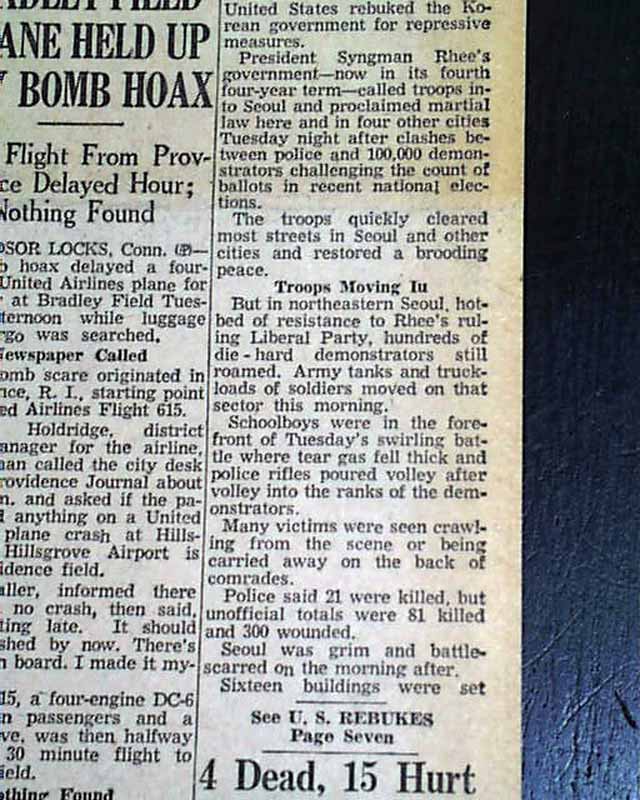 FIELD
ANE HELD UP
BOMB HOAX
Flight From Prov-
ce Delayed Hour;
Nothing Found
SOR LOCKS, Conn. (AP)—
hoax delayed a four-
United Airlines plane for
at Bradley Field Tues-
ternoon while luggage
rgo was searched.
ewspaper Called
omb scare originated in
nce, R. I., starting point
ed Airlines Flight 615.
Holdridge, district
anager for the airline,
an called the city desk
rovidence Journal about
n. and asked if the pa-
d anything on a United
plane crash at Hills-
Hillsgrove Airport is
idence field.
aller, informed there
no crash, then said,
ting late. It should
shed by now. There's
n board. I made it my-
15, a four-engine DC-6
n passengers and a
ve, was then halfway
30 minute flight to
ield.
thing Found
United States rebuked the Ko-
rean government for repressive
measures.
President Syngman Rhee's
government—now in its fourth
four-year term—called troops in-
to Seoul and proclaimed martial
law here and in four other cities
Tuesday night after clashes be-
tween police and 100,000 demon-
strators challenging the count of
ballots in recent national elec-
tions.
The troops quickly cleared
most streets in Seoul and other
cities and restored a brooding
peace.
Troops Moving In
But in northeastern Seoul, hot-
bed of resistance to Rhee's rul-
ing Liberal Party, hundreds of
die-hard demonstrators still
roamed. Army tanks and truck-
loads of soldiers moved on that
sector this morning.
Schoolboys were in the fore-
front of Tuesday's swirling bat-
tle where tear gas fell thick and
police rifles poured volley after
volley into the ranks of the dem-
onstrators.
Many victims were seen crawl-
ing from the scene or being
carried away on the back of
comrades.
Police said 21 were killed, but
unofficial totals were 81 killed
and 300 wounded.
Seoul was grim and battle-
scarred on the morning after.
Sixteen buildings were set
See U. S. REBUKES
Page Seven
4 Dead, 15 Hurt